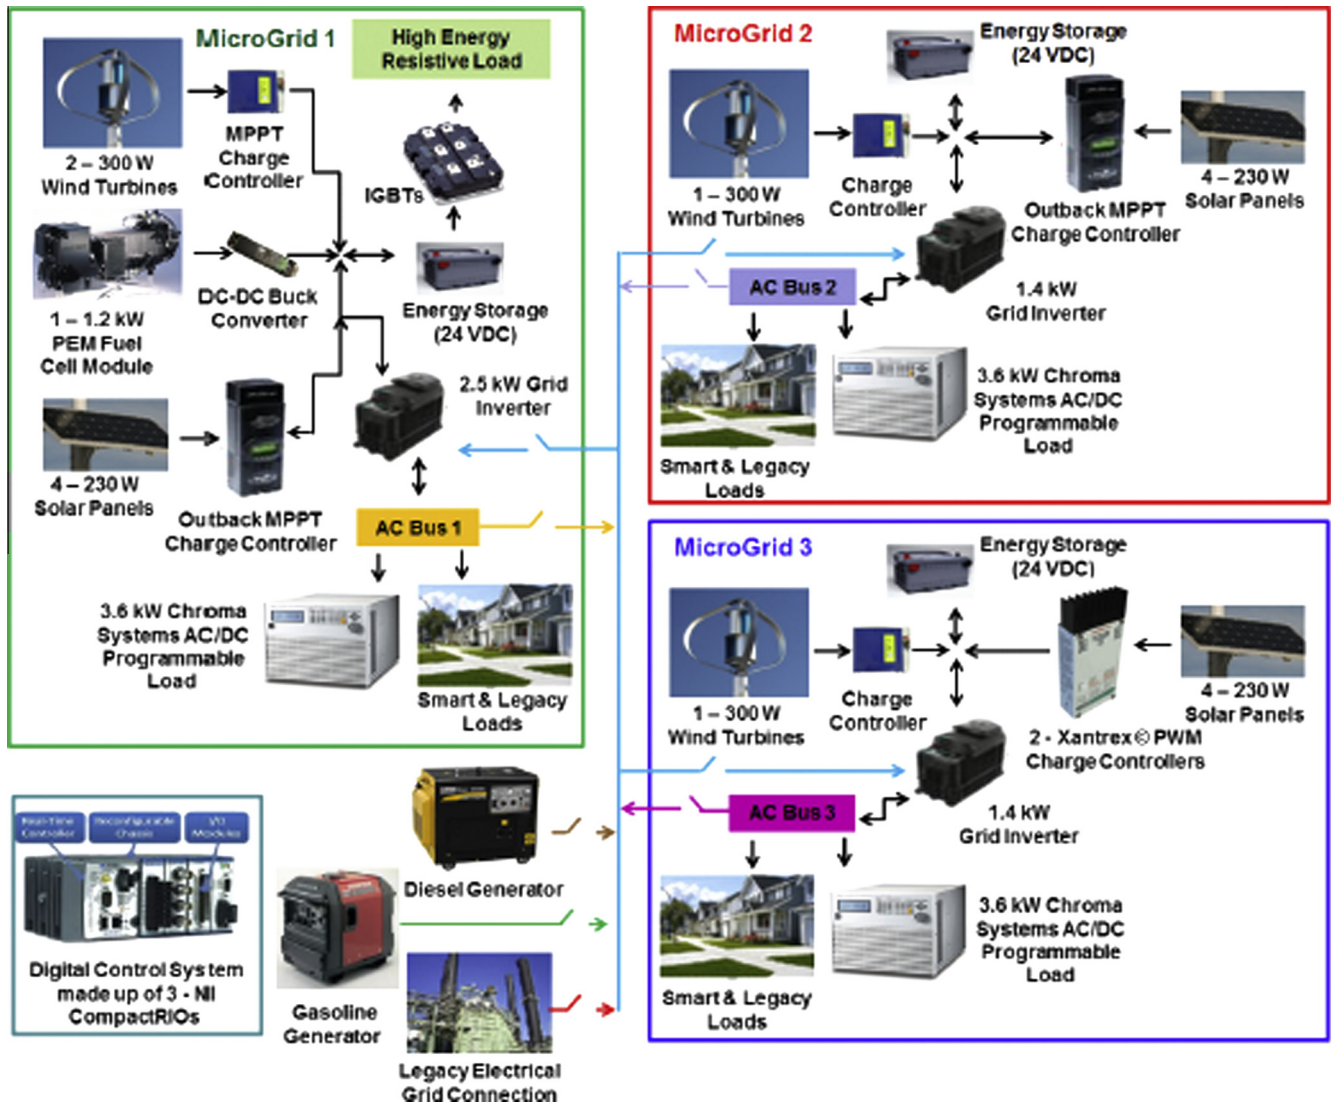 MicroGrid 1
High Energy
Resistive Load
MPPT
Charge
Controller
2 – 300 W
Wind Turbines
IGBTs
DC-DC Buck
Converter
1 – 1.2 kW
PEM Fuel
Cell Module
Energy Storage
(24 VDC)
2.5 kW Grid
Inverter
4 – 230 W
Solar Panels
Outback MPPT
Charge Controller
AC Bus 1
3.6 kW Chroma
Systems AC/DC
Programmable
Load
Smart & Legacy
Loads
MicroGrid 2
Energy Storage
(24 VDC)
1 – 300 W
Wind Turbines
Charge
Controller
Outback MPPT
Charge Controller
4 – 230 W
Solar Panels
AC Bus 2
1.4 kW
Grid Inverter
Smart & Legacy
Loads
3.6 kW Chroma
Systems AC/DC
Programmable
Load
MicroGrid 3
Energy Storage
(24 VDC)
1 – 300 W
Wind Turbines
Charge
Controller
2 - Xantrex © PWM
Charge Controllers
4 – 230 W
Solar Panels
AC Bus 3
1.4 kW
Grid Inverter
Smart & Legacy
Loads
3.6 kW Chroma
Systems AC/DC
Programmable
Load
Real-Time
Controller
Reconfigurable
Chassis
I/O
Modules
Digital Control System
made up of 3 - NII
CompactRIOs
Diesel Generator
Gasoline
Generator
Legacy Electrical
Grid Connection